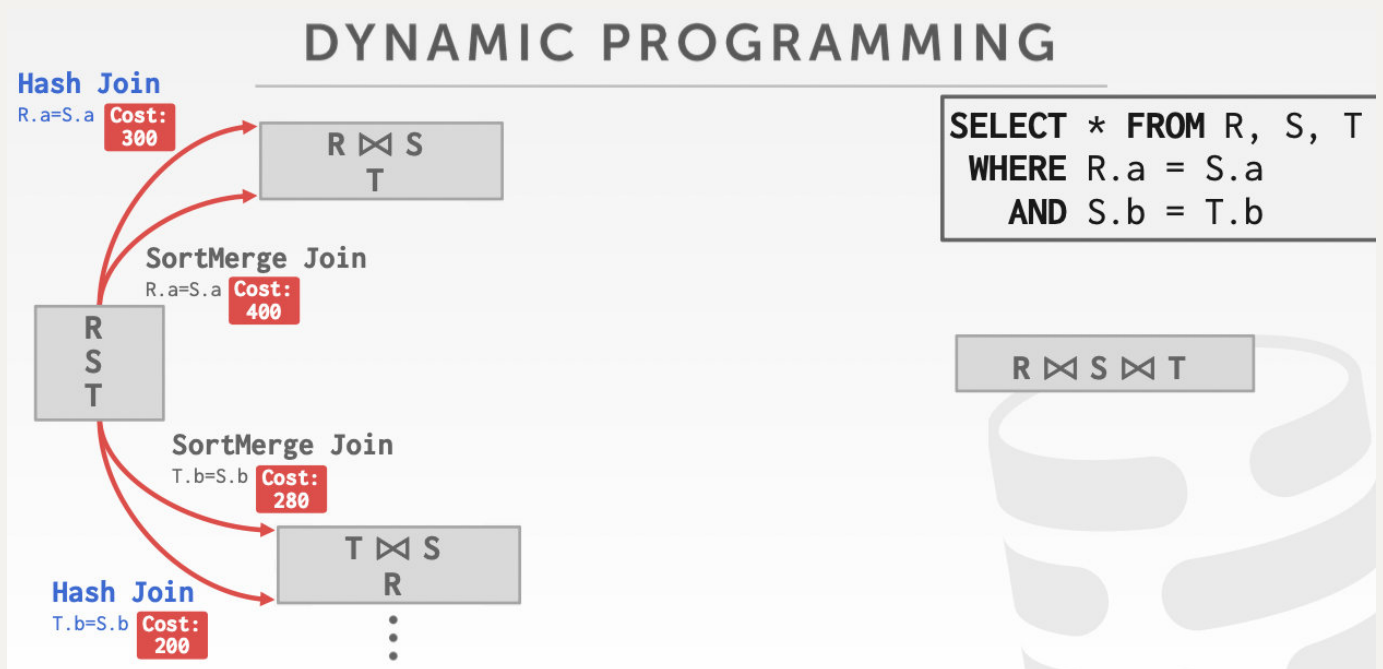 DYNAMIC PROGRAMMING
Hash Join
R.a=S.a Cost:
300
R ⋈ S
T
SELECT * FROM R, S, T
WHERE R.a = S.a
AND S.b = T.b
SortMerge Join
R.a=S.a Cost:
400
R
S
T
R ⋈ S ⋈ T
SortMerge Join
T.b=S.b Cost:
280
T ⋈ S
R
Hash Join
T.b=S.b Cost:
200